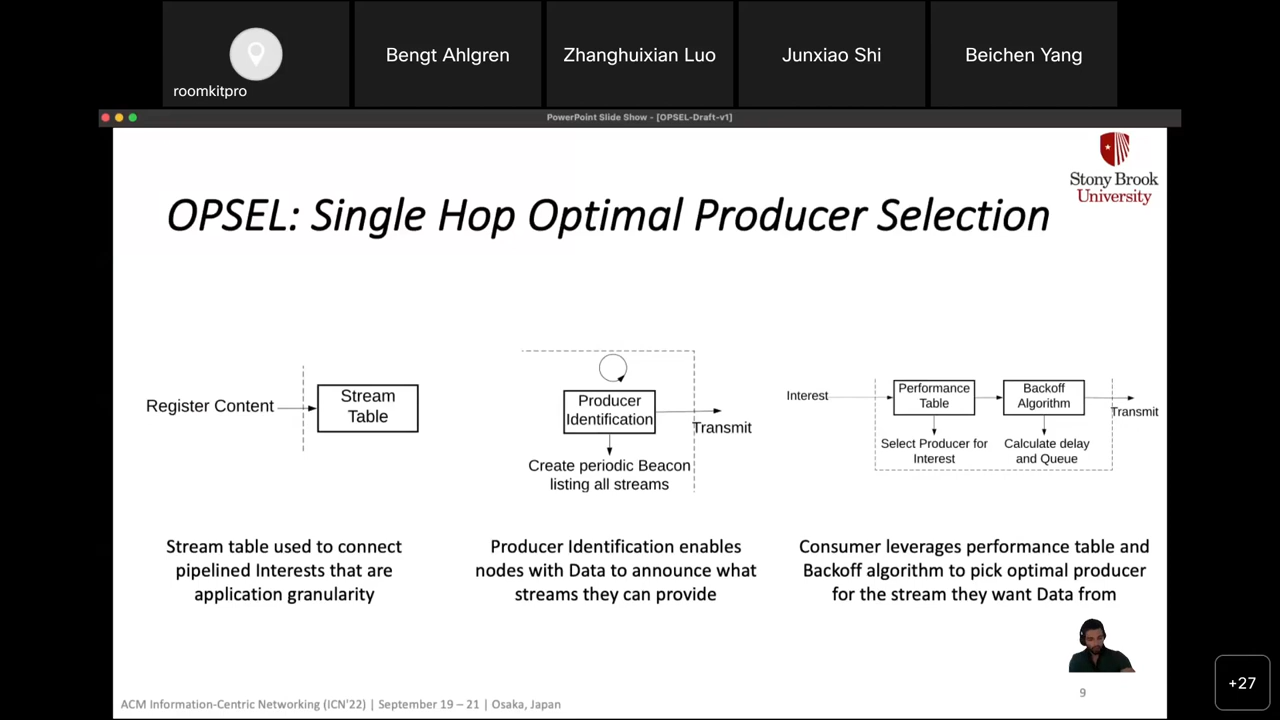 roomkitpro
Bengt Ahlgren
Zhanghuixian Luo
Junxiao Shi
Beichen Yang
PowerPoint Slide Show - [OPSEL-Draft-v1]
Stony Brook
University
OPSEL: Single Hop Optimal Producer Selection
Register Content
Stream
Table
Producer
Identification
Transmit
Create periodic Beacon
listing all streams
Interest
Performance
Table
Backoff
Algorithm
Transmit
Select Producer for
Interest
Calculate delay
and Queue
Stream table used to connect
pipelined Interests that are
application granularity
Producer Identification enables
nodes with Data to announce what
streams they can provide
Consumer leverages performance table and
Backoff algorithm to pick optimal producer
for the stream they want Data from
ACM Information-Centric Networking (ICN'22) | September 19 – 21 | Osaka, Japan
9
+27